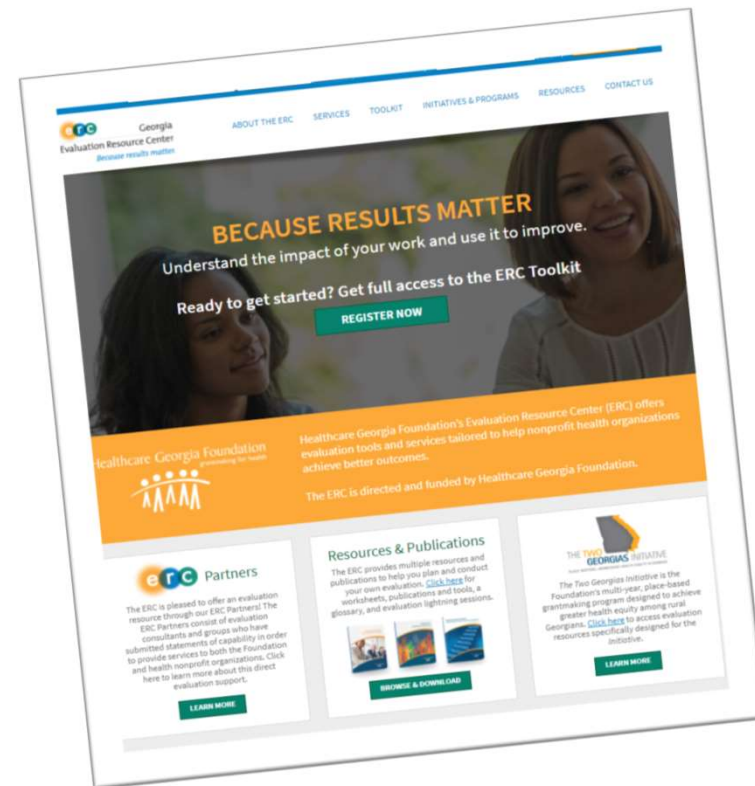 erc Georgia
Evaluation Resource Center
Because results matter
ABOUT THE ERC SERVICES TOOLKIT INITIATIVES & PROGRAMS RESOURCES CONTACT US
BECAUSE RESULTS MATTER
Understand the impact of your work and use it to improve.
Ready to get started? Get full access to the ERC Toolkit
REGISTER NOW
Healthcare Georgia Foundation
grantmaking for health
Healthcare Georgia Foundation's Evaluation Resource Center (ERC) offers
evaluation tools and services tailored to help nonprofit health organizations
achieve better outcomes.
The ERC is directed and funded by Healthcare Georgia Foundation.
erc Partners
The ERC is pleased to offer an evaluation
resource through our ERC Partners! The
ERC Partners consist of evaluation
consultants and groups who have
submitted statements of capability in order
to provide services to both the Foundation
and health nonprofit organizations. Click
here to learn more about this direct
evaluation support.
LEARN MORE
Resources & Publications
The ERC provides multiple resources and
publications to help you plan and conduct
your own evaluation. Click here for
worksheets, publications and tools, a
glossary, and evaluation lightning sessions.
BROWSE & DOWNLOAD
THE TWO
GEORGIAS INITIATIVE
The Two Georgias Initiative is the
Foundation's multi-year, place-based
grantmaking program designed to achieve
greater health equity among rural
Georgians. Click here to access evaluation
resources specifically designed for the
initiative.
LEARN MORE